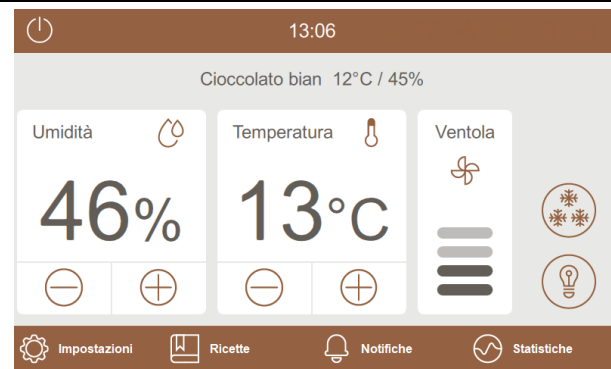 13:06
Cioccolato bian 12°C / 45%
Umidità
Temperatura
Ventola
46%
13°C
Impostazioni
Ricette
Notifiche
Statistiche